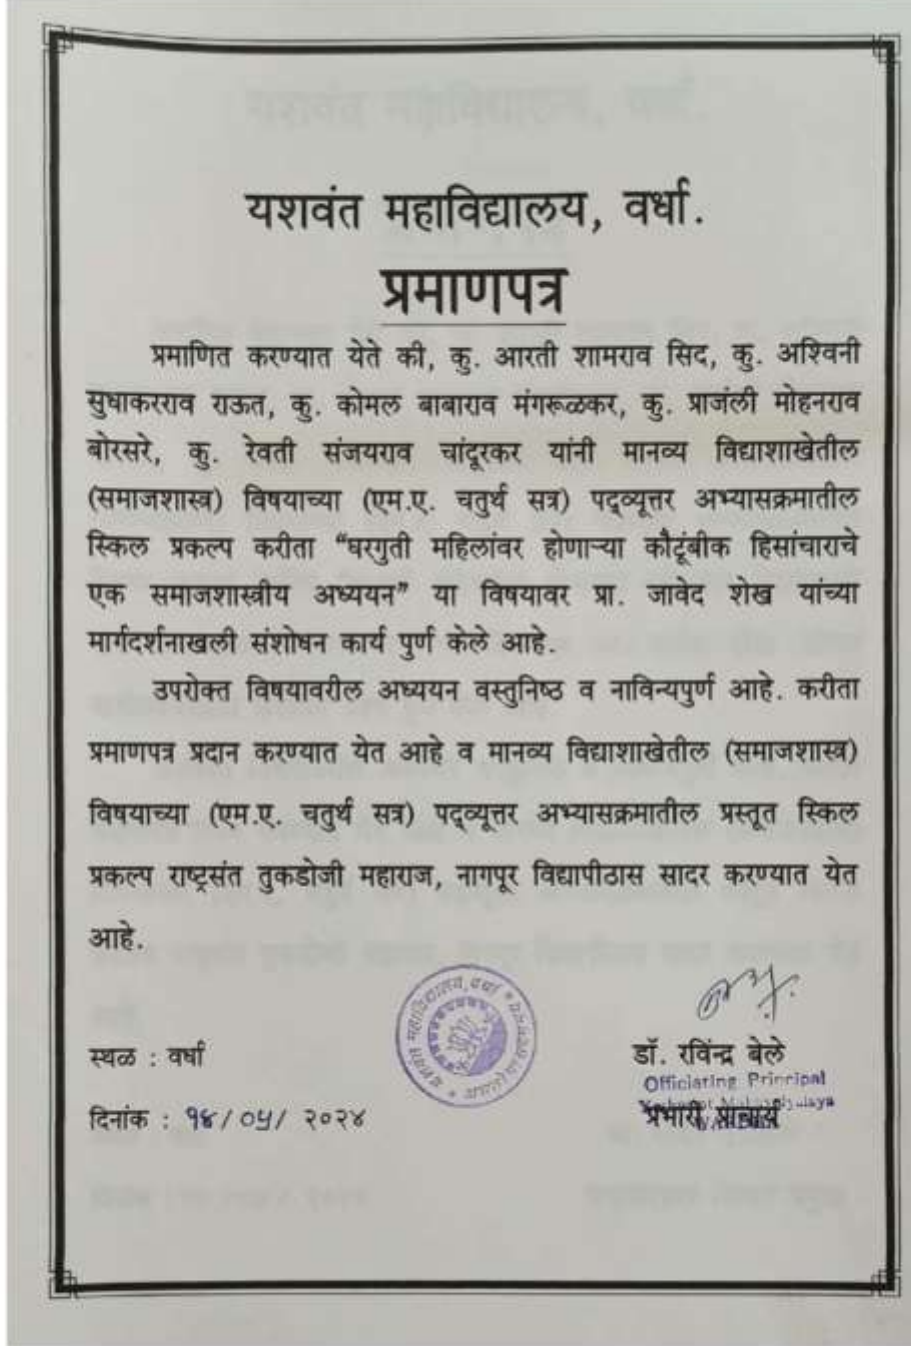 यशवंत महाविद्यालय, वर्धा.
प्रमाणपत्र
प्रमाणित करण्यात येते की, कु. आरती शामराव सिद, कु. अश्विनी
सुधाकरराव राऊत, कु. कोमल बाबाराव मंगरूळकर, कु. प्राजंली मोहनराव
बोरसरे, कु. रेवती संजयराव चांदूरकर यांनी मानव्य विद्याशाखेतील
(समाजशास्त्र) विषयाच्या (एम.ए. चतुर्थ सत्र) पद्व्यूत्तर अभ्यासक्रमातील
स्किल प्रकल्प करीता “घरगुती महिलांवर होणाऱ्या कौटूंबीक हिसांचाराचे
एक समाजशास्त्रीय अध्ययन” या विषयावर प्रा. जावेद शेख यांच्या
मार्गदर्शनाखली संशोधन कार्य पुर्ण केले आहे.
उपरोक्त विषयावरील अध्ययन वस्तुनिष्ठ व नाविन्यपुर्ण आहे. करीता
प्रमाणपत्र प्रदान करण्यात येत आहे व मानव्य विद्याशाखेतील (समाजशास्त्र)
विषयाच्या (एम.ए. चतुर्थ सत्र) पद्व्यूत्तर अभ्यासक्रमातील प्रस्तूत स्किल
प्रकल्प राष्ट्रसंत तुकडोजी महाराज, नागपूर विद्यापीठास सादर करण्यात येत
आहे.
महाविद्यालय, वर्धा
स्थळ : वर्धा
डॉ. रविंद्र बेले
Officiating Principal
दिनांक : १४/०५/ २०२४
प्रभारी प्राचार्य